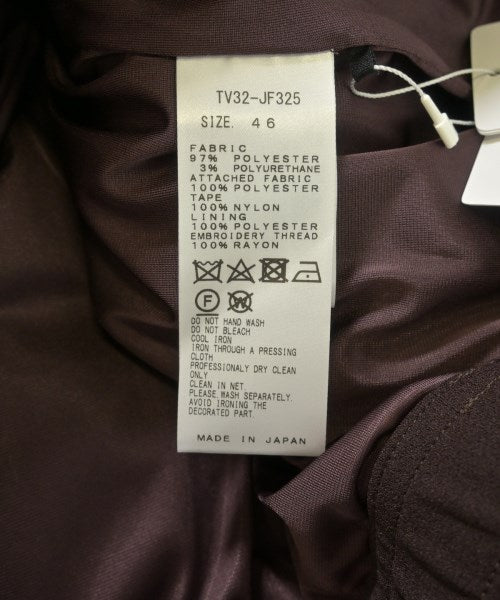 TV32-JF325
SIZE. 46
FABRIC
97% POLYESTER
3% POLYURETHANE
ATTACHED FABRIC
100% POLYESTER
TAPE
100% NYLON
LINING
100% POLYESTER
EMBROIDERY THREAD
100% RAYON
F W
DO NOT HAND WASH
DO NOT BLEACH
COOL IRON
IRON THROUGH A PRESSING
CLOTH
PROFESSIONALY DRY CLEAN
ONLY
CLEAN IN NET.
PLEASE WASH SEPARATELY.
AVOID IRONING THE
DECORATED PART.
MADE IN JAPAN